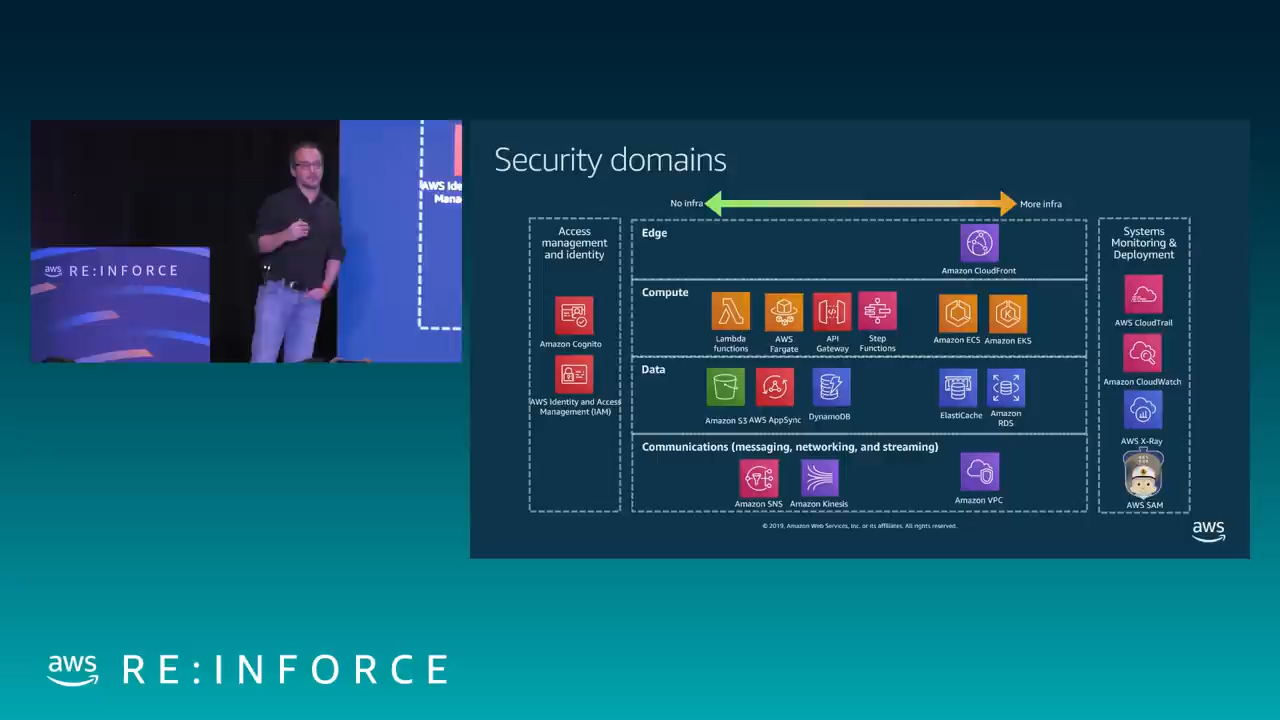 AWS Ide
Mana
aws RE:INFORCE
Security domains
No infra
More infra
Access
management
and identity
Amazon Cognito
AWS Identity and Access
Management (IAM)
Edge
Amazon CloudFront
Compute
Lambda
functions
AWS
Fargate
API
Gateway
Step
Functions
Amazon ECS
Amazon EKS
Data
Amazon S3
AWS AppSync
DynamoDB
ElastiCache
Amazon
RDS
Communications (messaging, networking, and streaming)
Amazon SNS
Amazon Kinesis
Amazon VPC
Systems
Monitoring &
Deployment
AWS CloudTrail
Amazon CloudWatch
AWS X-Ray
AWS SAM
© 2019, Amazon Web Services, Inc. or its affiliates. All rights reserved.
aws
aws RE:INFORCE